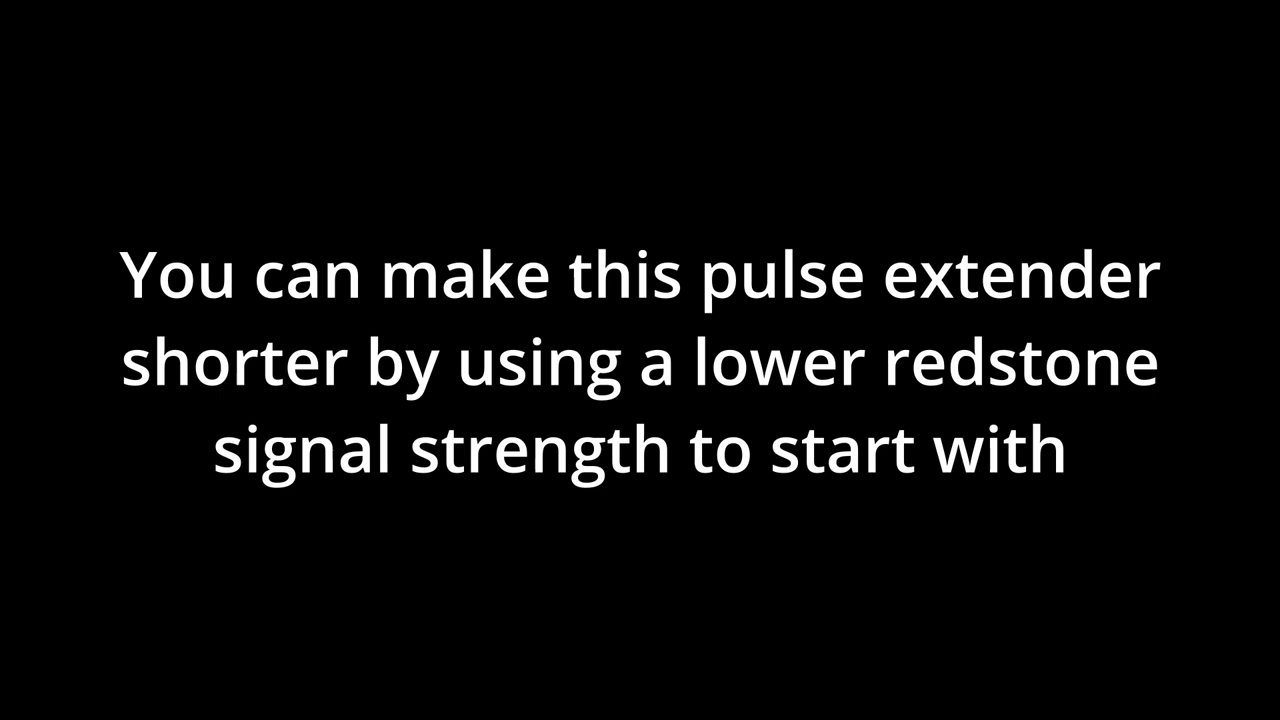 You can make this pulse extender
shorter by using a lower redstone
signal strength to start with